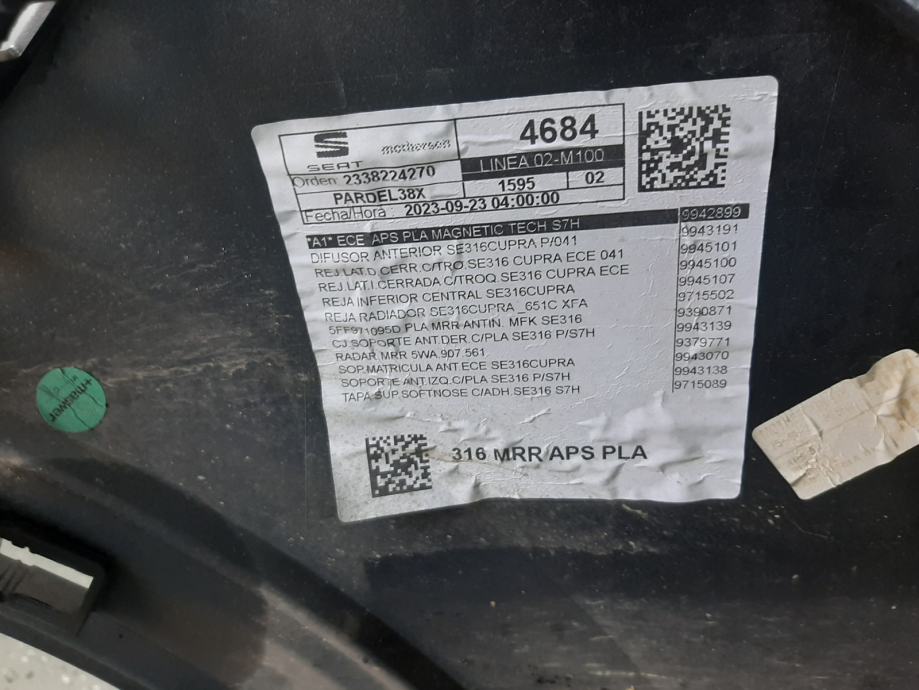 SEAT
4684
LINEA 02-M100
Orden 2338224270
1595
02
PARDEL38X
Fecha/Hora : 2023-09-23 04:00:00
*A1* ECE APS PLA MAGNETIC TECH S7H 9942899
DIFUSOR ANTERIOR SE316CUPRA P/041 9943191
REJ LAT.D. CERR.C/TRO.SE316 CUPRA ECE 041 9945101
REJ.LAT.I.CERRADA C/TROQ.SE316 CUPRA ECE 9945100
REJA INFERIOR CENTRAL SE316CUPRA 9945107
REJA RADIADOR SE316CUPRA _651C XFA 9715502
5FF971095D PLA MRR ANTIN. MFK SE316 9390871
CJ SOPORTE ANT.DER.C/PLA SE316 P/S7H 9943139
RADAR MRR 5WA.907.561 9379771
SOP.MATRICULA ANT.ECE SE316CUPRA 9943070
SOPORTE ANT.IZQ.C/PLA SE316 P/S7H 9943138
TAPA SUP.SOFTNOSE C/ADH.SE316 S7H 9715089
316 MRR APS PLA